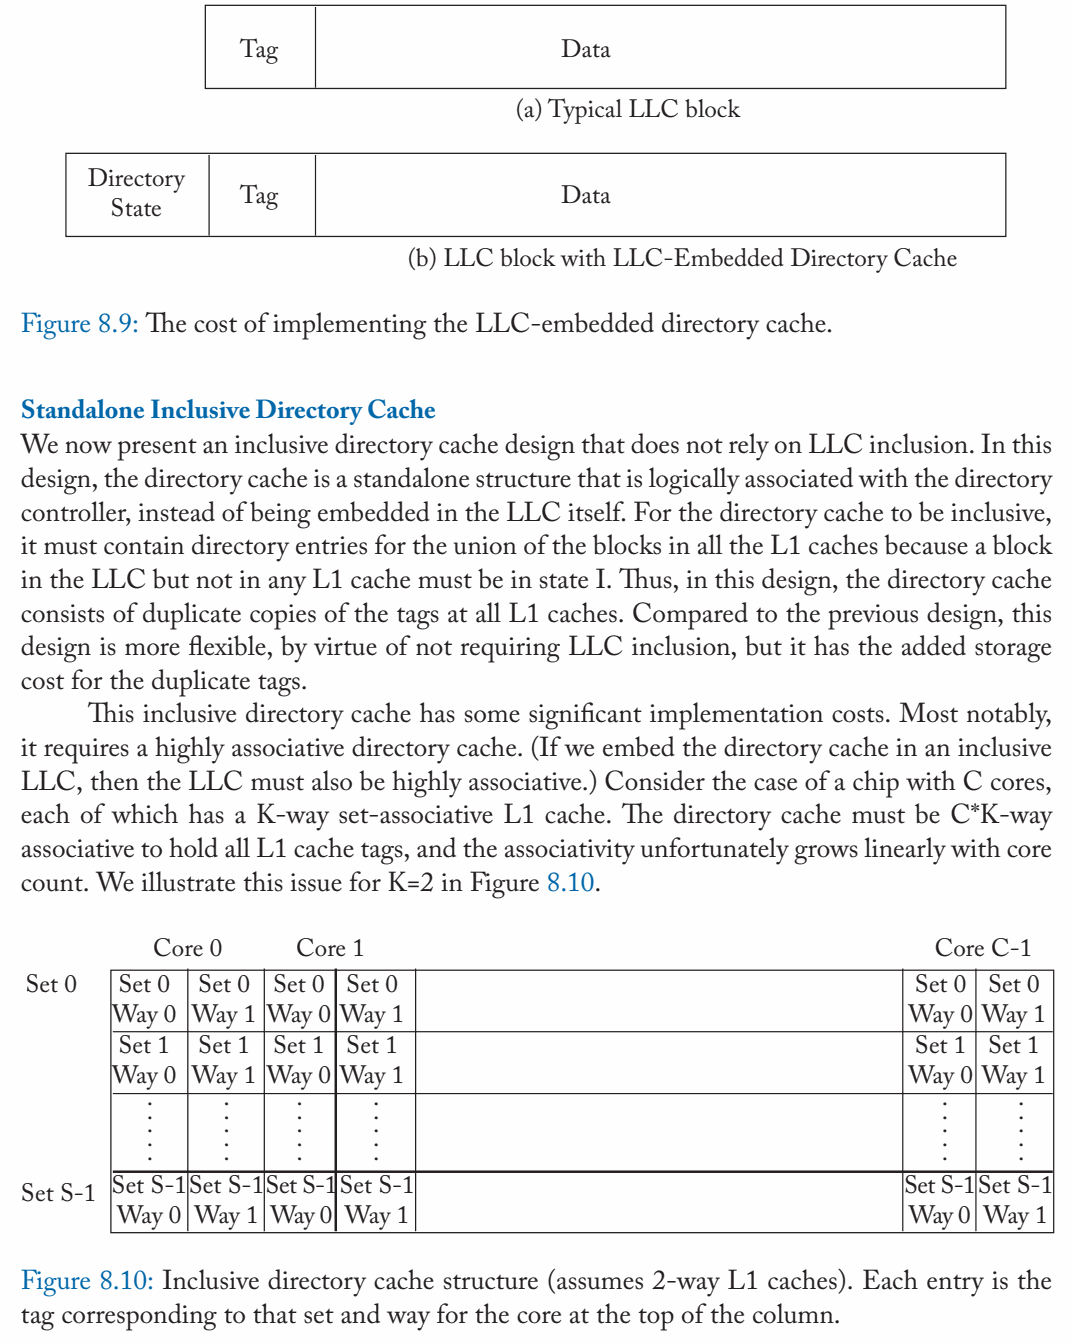 Tag Data
(a) Typical LLC block
Directory
State Tag Data
(b) LLC block with LLC-Embedded Directory Cache
Figure 8.9: The cost of implementing the LLC-embedded directory cache.
Standalone Inclusive Directory Cache
We now present an inclusive directory cache design that does not rely on LLC inclusion. In this
design, the directory cache is a standalone structure that is logically associated with the directory
controller, instead of being embedded in the LLC itself. For the directory cache to be inclusive,
it must contain directory entries for the union of the blocks in all the L1 caches because a block
in the LLC but not in any L1 cache must be in state I. Thus, in this design, the directory cache
consists of duplicate copies of the tags at all L1 caches. Compared to the previous design, this
design is more flexible, by virtue of not requiring LLC inclusion, but it has the added storage
cost for the duplicate tags.
This inclusive directory cache has some significant implementation costs. Most notably,
it requires a highly associative directory cache. (If we embed the directory cache in an inclusive
LLC, then the LLC must also be highly associative.) Consider the case of a chip with C cores,
each of which has a K-way set-associative L1 cache. The directory cache must be C*K-way
associative to hold all L1 cache tags, and the associativity unfortunately grows linearly with core
count. We illustrate this issue for K=2 in Figure 8.10.
Core 0 Core 1 Core C-1
Set 0 Set 0 Set 0 Set 0 Set 0 Set 0 Set 0
Way 0 Way 1 Way 0 Way 1 Way 0 Way 1
Set 1 Set 1 Set 1 Set 1 Set 1 Set 1
Way 0 Way 1 Way 0 Way 1 Way 0 Way 1
Set S-1 Set S-1 Set S-1 Set S-1 Set S-1 Set S-1 Set S-1
Way 0 Way 1 Way 0 Way 1 Way 0 Way 1
Figure 8.10: Inclusive directory cache structure (assumes 2-way L1 caches). Each entry is the
tag corresponding to that set and way for the core at the top of the column.